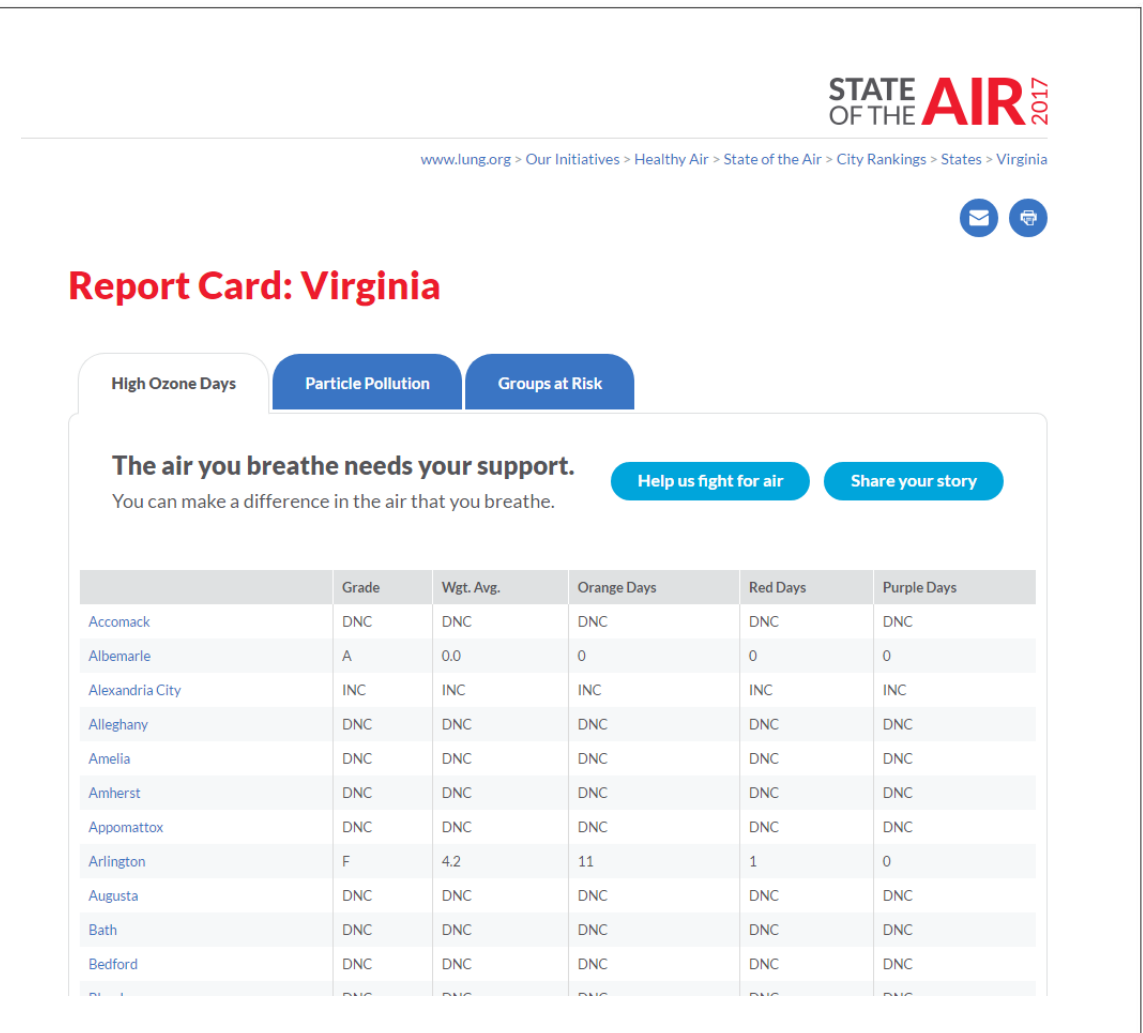 STATE OF THE AIR 2017
www.lung.org > Our Initiatives > Healthy Air > State of the Air > City Rankings > States > Virginia
Report Card: Virginia
High Ozone Days Particle Pollution Groups at Risk
The air you breathe needs your support.
You can make a difference in the air that you breathe.
Help us fight for air Share your story
Grade Wgt. Avg. Orange Days Red Days Purple Days
Accomack DNC DNC DNC DNC DNC
Albemarle A 0.0 0 0 0
Alexandria City INC INC INC INC INC
Alleghany DNC DNC DNC DNC DNC
Amelia DNC DNC DNC DNC DNC
Amherst DNC DNC DNC DNC DNC
Appomattox DNC DNC DNC DNC DNC
Arlington F 4.2 11 1 0
Augusta DNC DNC DNC DNC DNC
Bath DNC DNC DNC DNC DNC
Bedford DNC DNC DNC DNC DNC